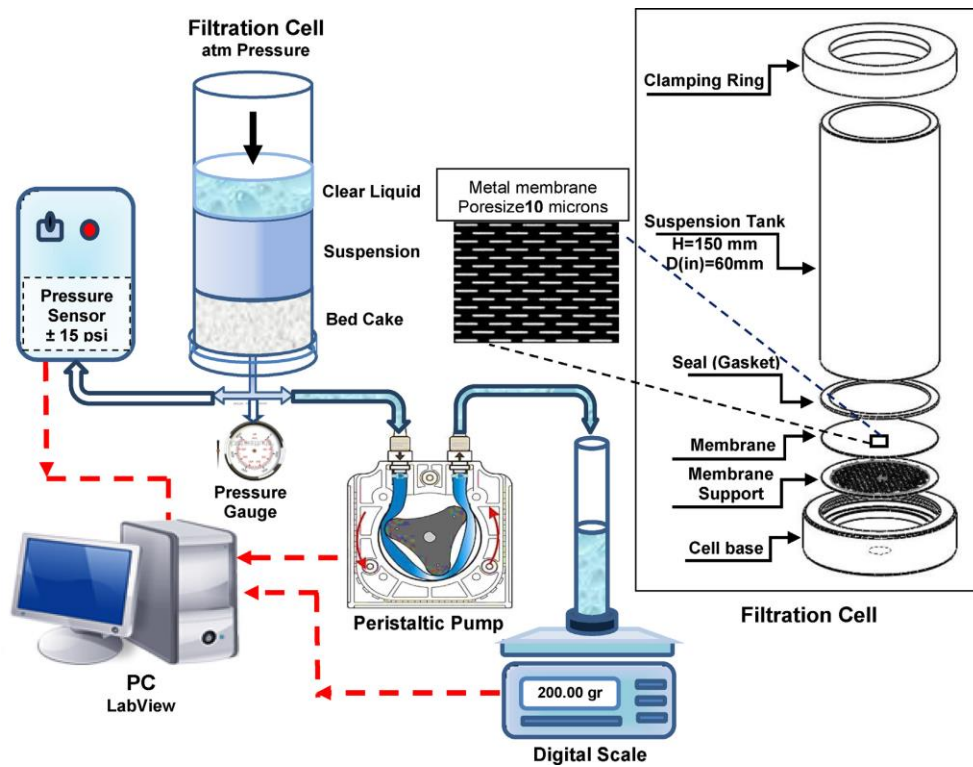 Filtration Cell
atm Pressure
Clear Liquid
Suspension
Bed Cake
Pressure
Sensor
± 15 psi
Pressure
Gauge
Peristaltic Pump
PC
LabView
200.00 gr
Digital Scale
Metal membrane
Poresize10 microns
Clamping Ring
Suspension Tank
H=150 mm
D(in)=60mm
Seal (Gasket)
Membrane
Membrane
Support
Cell base
Filtration Cell